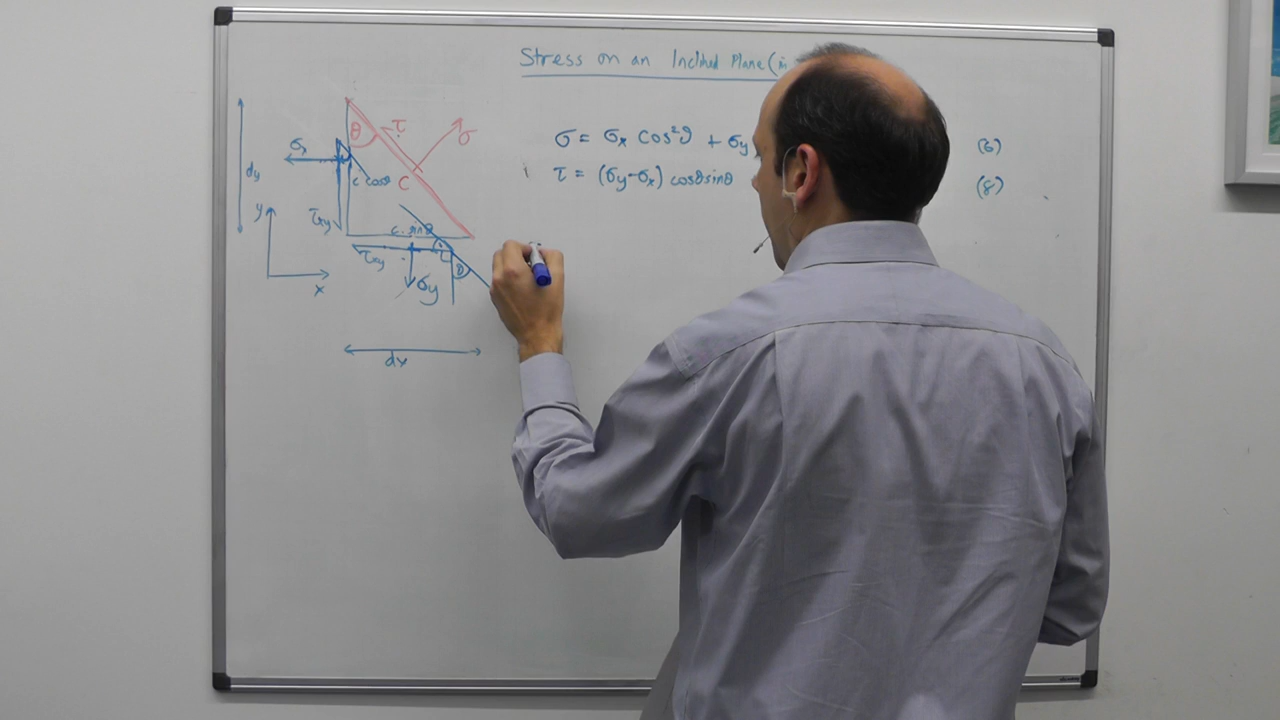 Stress on an Inclined Plane (in
σ = σx Cos²θ + σy
(6)
τ = (σy-σx) cosθsinθ
(8)
θ
τ
σ
σx
c cosθ
C
dy
y
τxy
c.sinθ
τxy
σy
θ
x
dx